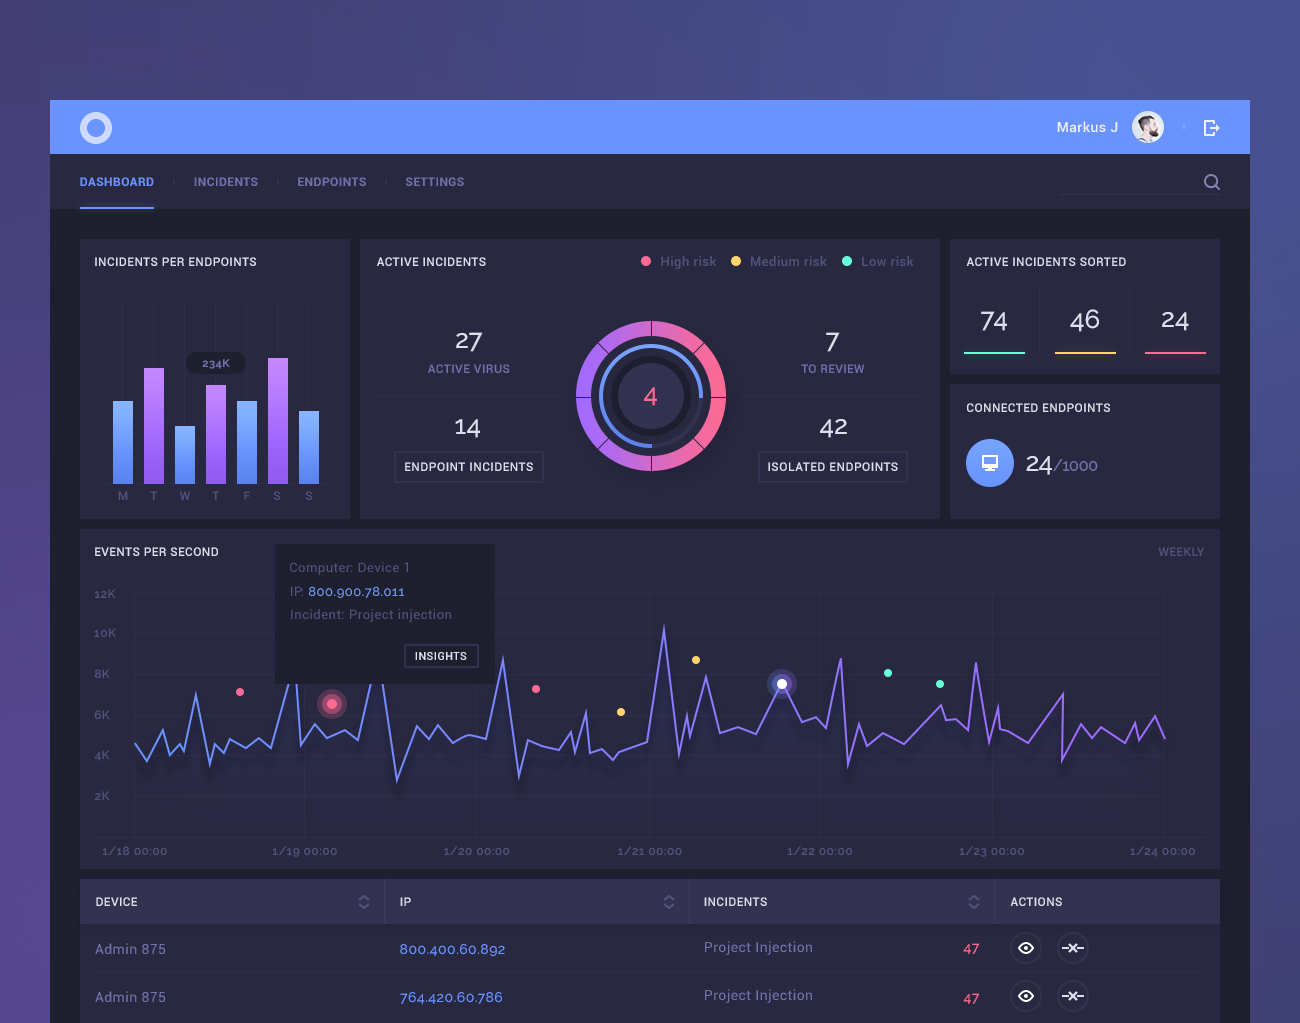 Markus J
DASHBOARD INCIDENTS ENDPOINTS SETTINGS
INCIDENTS PER ENDPOINTS
234K
M T W T F S S
ACTIVE INCIDENTS
High risk Medium risk Low risk
27
ACTIVE VIRUS
14
ENDPOINT INCIDENTS
4
7
TO REVIEW
42
ISOLATED ENDPOINTS
ACTIVE INCIDENTS SORTED
74 46 24
CONNECTED ENDPOINTS
24/1000
EVENTS PER SECOND
WEEKLY
Computer: Device 1
IP: 800.900.78.011
Incident: Project injection
INSIGHTS
12K
10K
8K
6K
4K
2K
1/18 00:00 1/19 00:00 1/20 00:00 1/21 00:00 1/22 00:00 1/23 00:00 1/24 00:00
DEVICE IP INCIDENTS ACTIONS
Admin 875 800.400.60.892 Project Injection 47
Admin 875 764.420.60.786 Project Injection 47